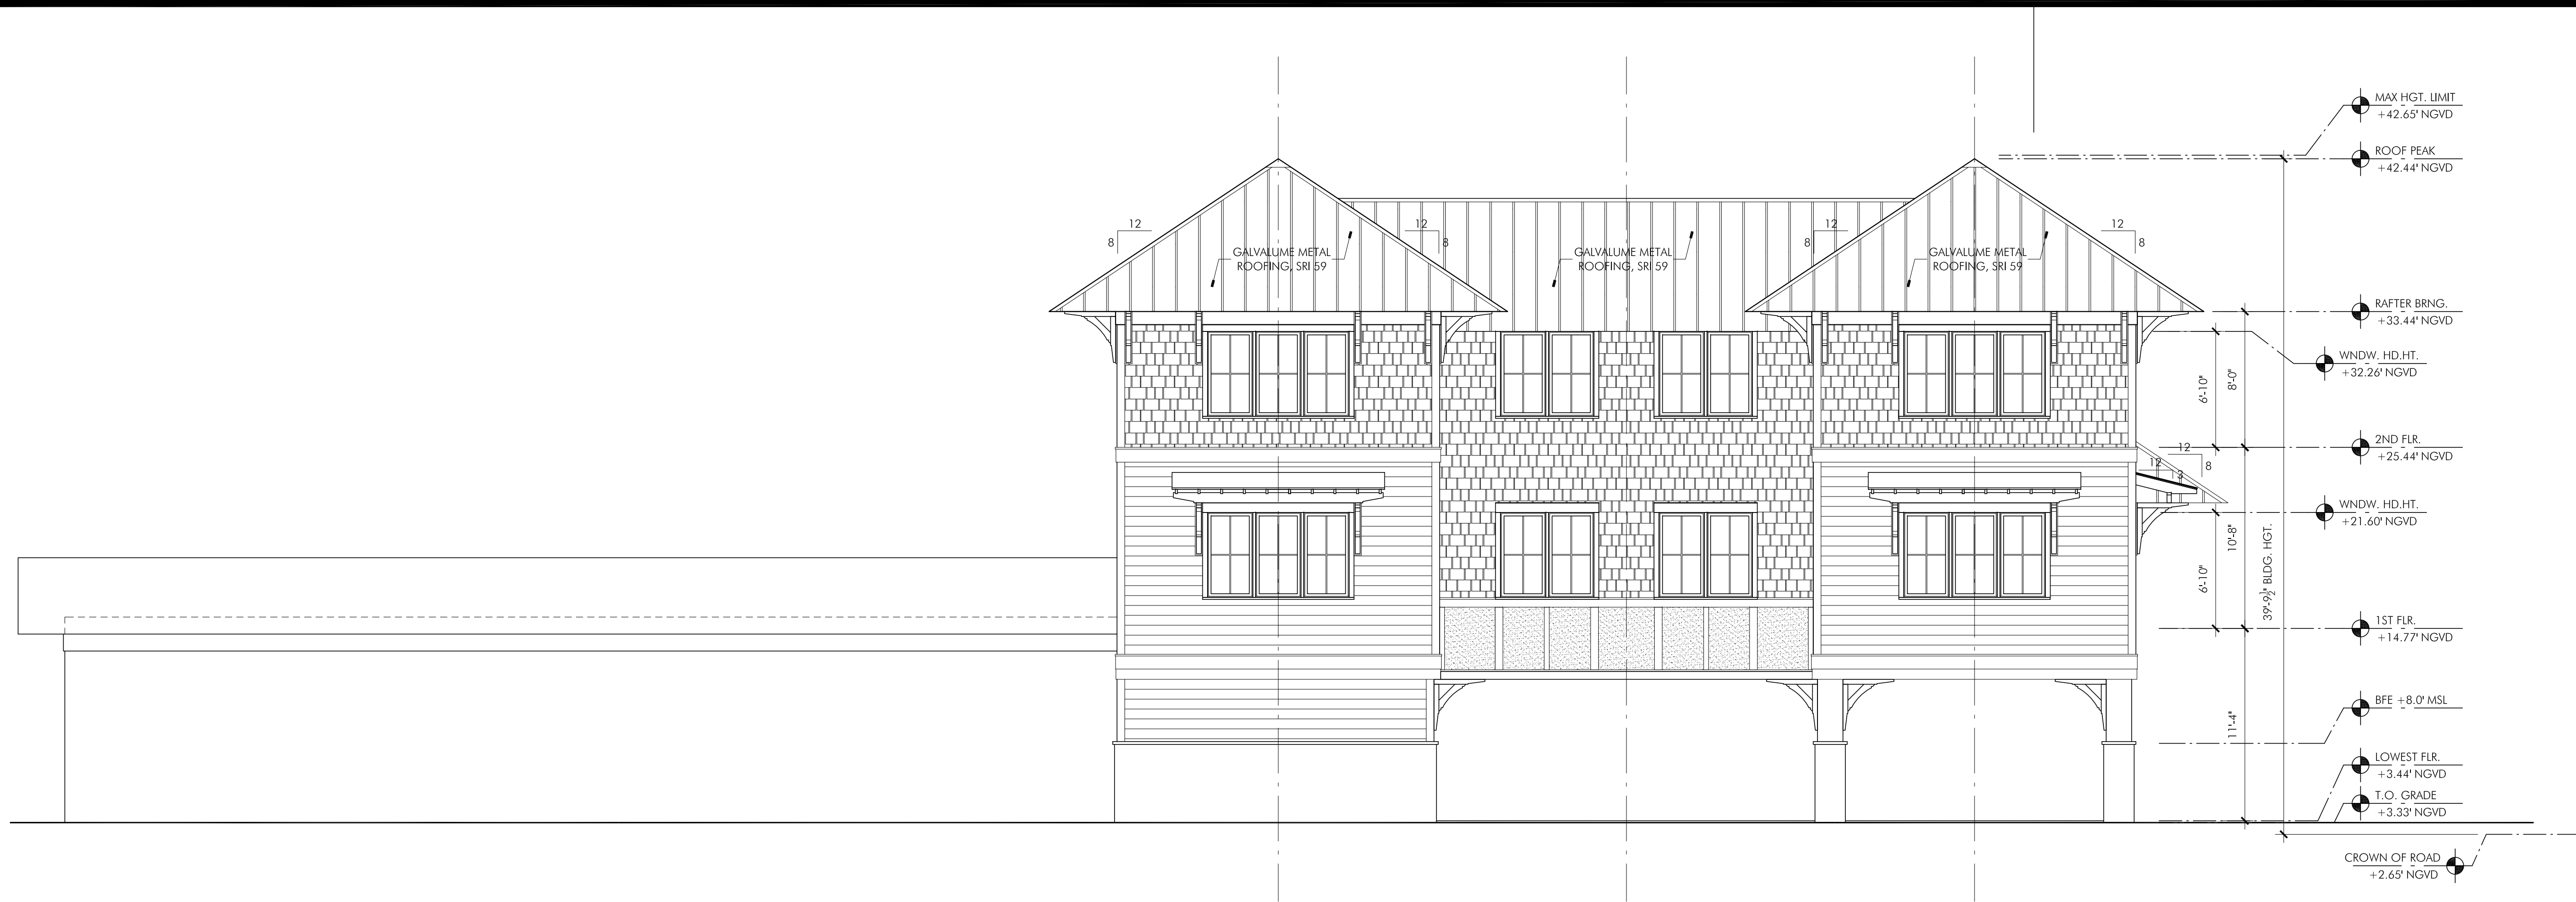 MAX HGT. LIMIT
+42.65' NGVD
ROOF PEAK
+42.44' NGVD
12
8
12
8
12
8
12
8
GALVALUME METAL
ROOFING, SRI 59
GALVALUME METAL
ROOFING, SRI 59
GALVALUME METAL
ROOFING, SRI 59
RAFTER BRNG.
+33.44' NGVD
WNDW. HD.HT.
+32.26' NGVD
6'-10"
8'-0"
2ND FLR.
+25.44' NGVD
12
8
12
3
WNDW. HD.HT.
+21.60' NGVD
6'-10"
10'-8"
39'-9½" BLDG. HGT.
1ST FLR.
+14.77' NGVD
BFE +8.0' MSL
11'-4"
LOWEST FLR.
+3.44' NGVD
T.O. GRADE
+3.33' NGVD
CROWN OF ROAD
+2.65' NGVD